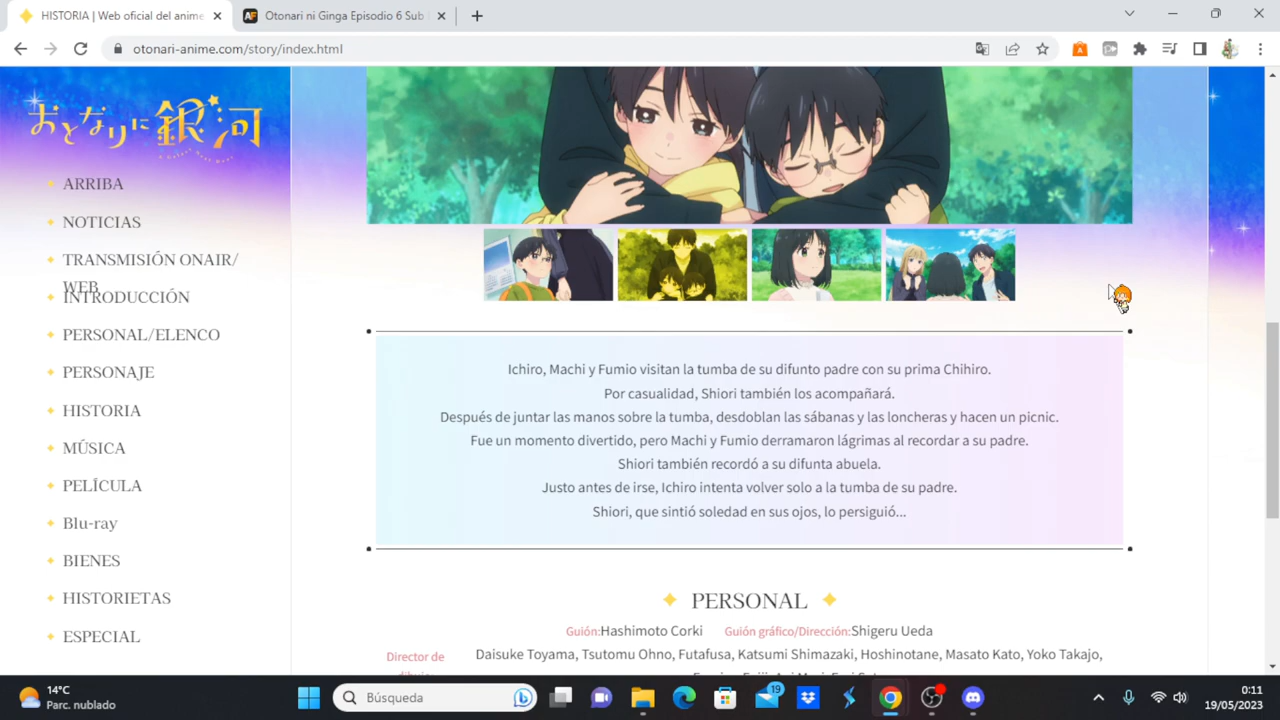 HISTORIA | Web oficial del anime
Otonari ni Ginga Episodio 6 Sub
otonari-anime.com/story/index.html
おとなりに銀河
ARRIBA
NOTICIAS
TRANSMISIÓN ONAIR/
WEB
INTRODUCCIÓN
PERSONAL/ELENCO
PERSONAJE
HISTORIA
MÚSICA
PELÍCULA
Blu-ray
BIENES
HISTORIETAS
ESPECIAL
Ichiro, Machi y Fumio visitan la tumba de su difunto padre con su prima Chihiro.
Por casualidad, Shiori también los acompañará.
Después de juntar las manos sobre la tumba, desdoblan las sábanas y las loncheras y hacen un picnic.
Fue un momento divertido, pero Machi y Fumio derramaron lágrimas al recordar a su padre.
Shiori también recordó a su difunta abuela.
Justo antes de irse, Ichiro intenta volver solo a la tumba de su padre.
Shiori, que sintió soledad en sus ojos, lo persiguió...
PERSONAL
Guión:Hashimoto Corki Guión gráfico/Dirección:Shigeru Ueda
Director de Daisuke Toyama, Tsutomu Ohno, Futafusa, Katsumi Shimazaki, Hoshinotane, Masato Kato, Yoko Takajo,
14°C
Parc. nublado
Búsqueda
19
0:11
19/05/2023